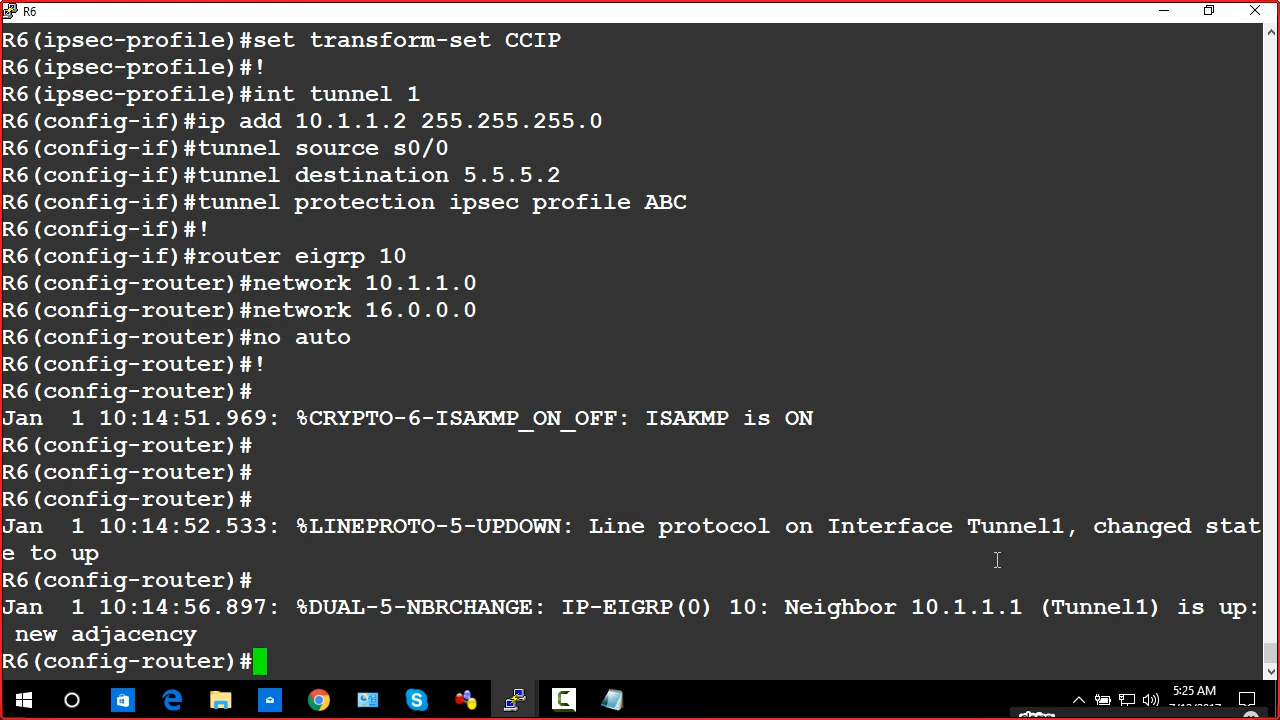 R6
R6(ipsec-profile)#set transform-set CCIP
R6(ipsec-profile)#!
R6(ipsec-profile)#int tunnel 1
R6(config-if)#ip add 10.1.1.2 255.255.255.0
R6(config-if)#tunnel source s0/0
R6(config-if)#tunnel destination 5.5.5.2
R6(config-if)#tunnel protection ipsec profile ABC
R6(config-if)#!
R6(config-if)#router eigrp 10
R6(config-router)#network 10.1.1.0
R6(config-router)#network 16.0.0.0
R6(config-router)#no auto
R6(config-router)#!
R6(config-router)#
Jan  1 10:14:51.969: %CRYPTO-6-ISAKMP_ON_OFF: ISAKMP is ON
R6(config-router)#
R6(config-router)#
R6(config-router)#
Jan  1 10:14:52.533: %LINEPROTO-5-UPDOWN: Line protocol on Interface Tunnel1, changed stat
e to up
R6(config-router)#
Jan  1 10:14:56.897: %DUAL-5-NBRCHANGE: IP-EIGRP(0) 10: Neighbor 10.1.1.1 (Tunnel1) is up:
 new adjacency
R6(config-router)#
5:25 AM